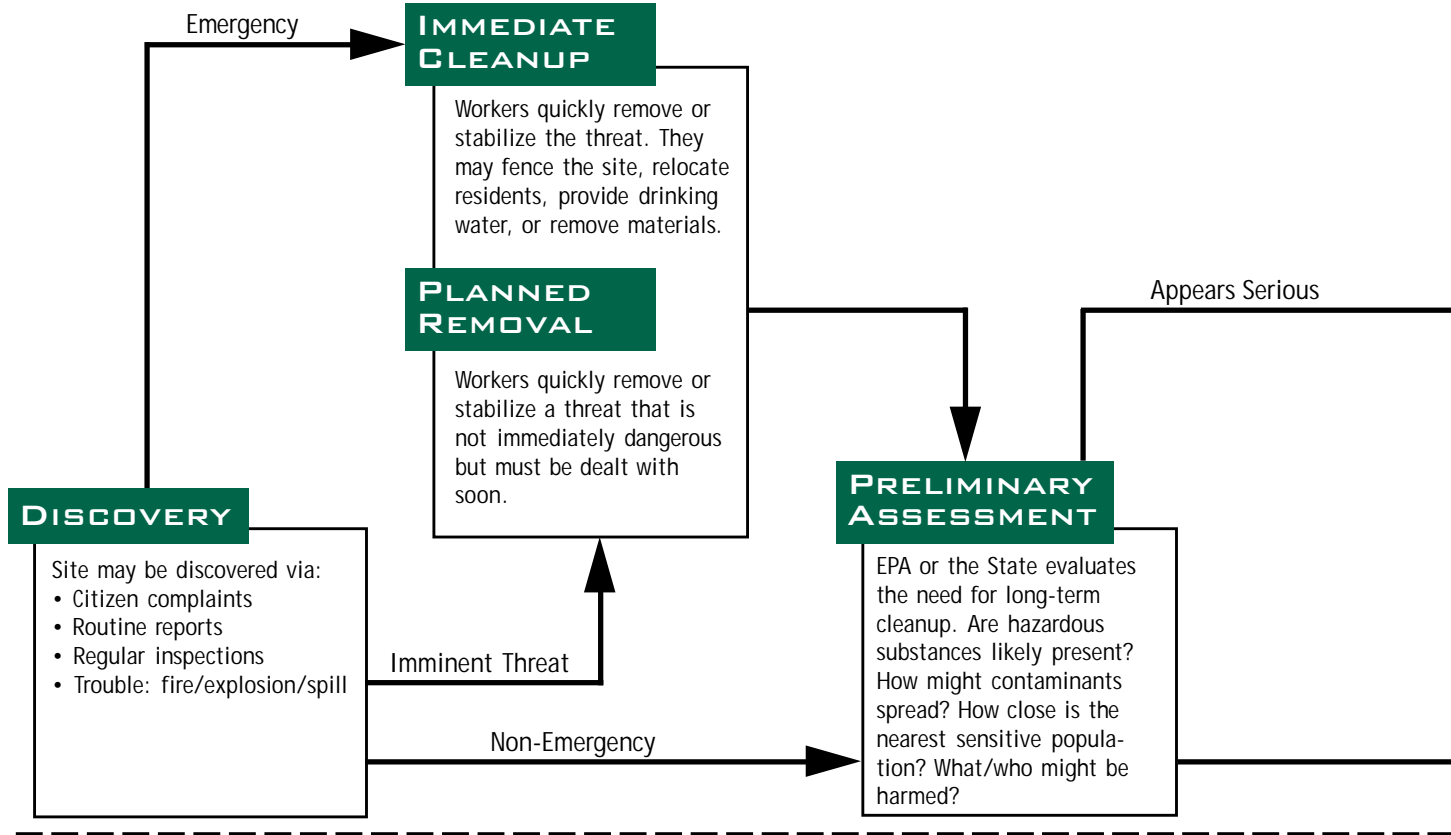 Emergency
IMMEDIATE
CLEANUP
Workers quickly remove or
stabilize the threat. They
may fence the site, relocate
residents, provide drinking
water, or remove materials.
PLANNED
REMOVAL
Workers quickly remove or
stabilize a threat that is
not immediately dangerous
but must be dealt with
soon.
DISCOVERY
Site may be discovered via:
• Citizen complaints
• Routine reports
• Regular inspections
• Trouble: fire/explosion/spill
Imminent Threat
Non-Emergency
Appears Serious
PRELIMINARY
ASSESSMENT
EPA or the State evaluates
the need for long-term
cleanup. Are hazardous
substances likely present?
How might contaminants
spread? How close is the
nearest sensitive popula-
tion? What/who might be
harmed?